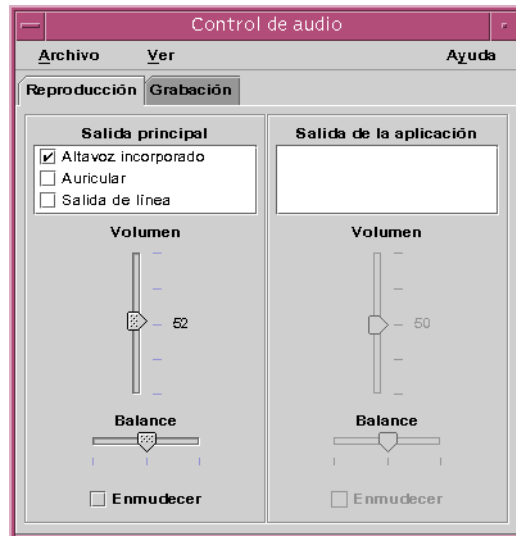 Control de audio
Archivo Ver Ayuda
Reproducción Grabación
Salida principal
Altavoz incorporado
Auricular
Salida de línea
Volumen
52
Balance
Enmudecer
Salida de la aplicación
Volumen
50
Balance
Enmudecer